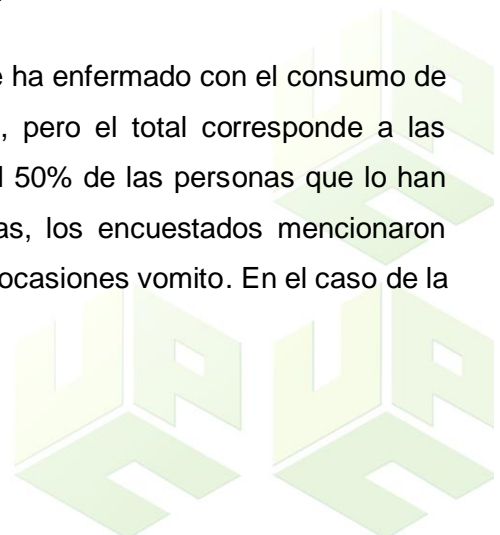 ha enfermado con el consumo de
, pero el total corresponde a las
50% de las personas que lo han
as, los encuestados mencionaron
ocasiones vomito. En el caso de la